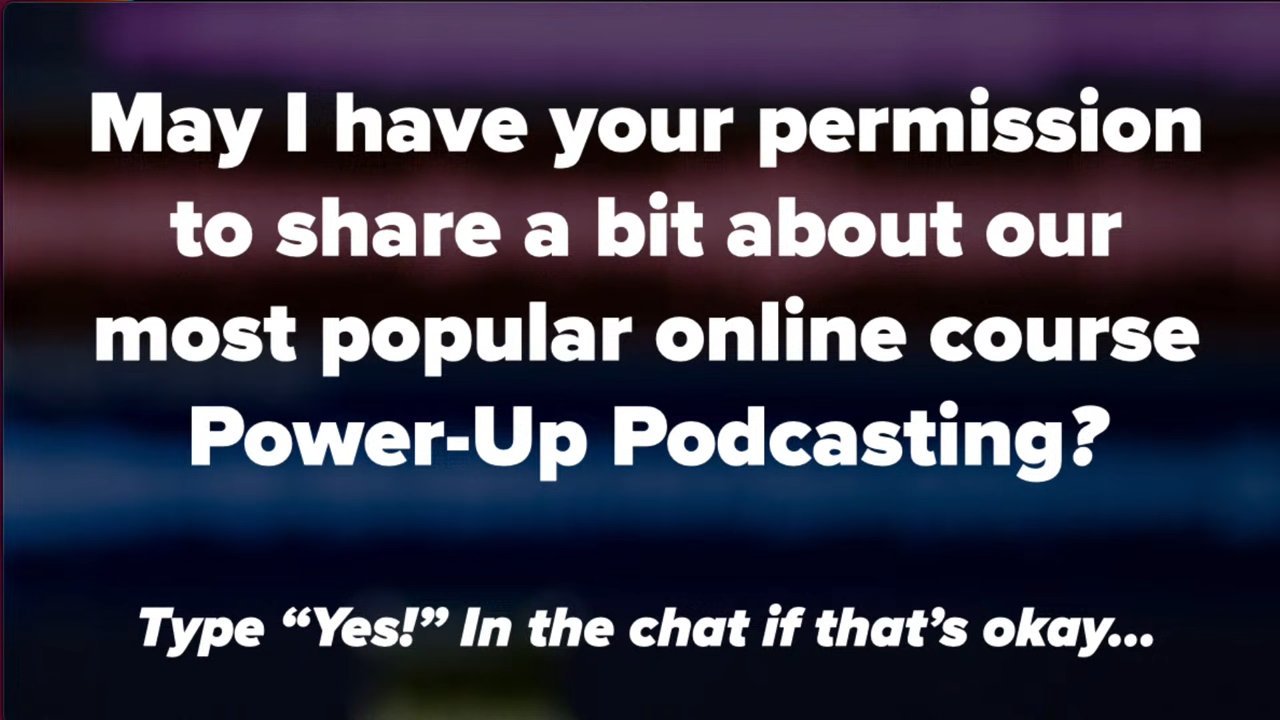 May I have your permission
to share a bit about our
most popular online course
Power-Up Podcasting?
Type “Yes!” In the chat if that’s okay...